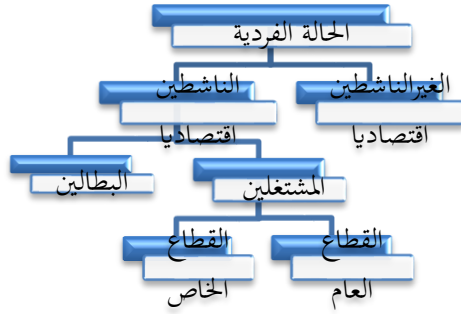 الحالة الفردية
الغيرالناشطين
اقتصاديا
الناشطين
اقتصاديا
المشتغلين
البطالين
القطاع
العام
القطاع
الخاص